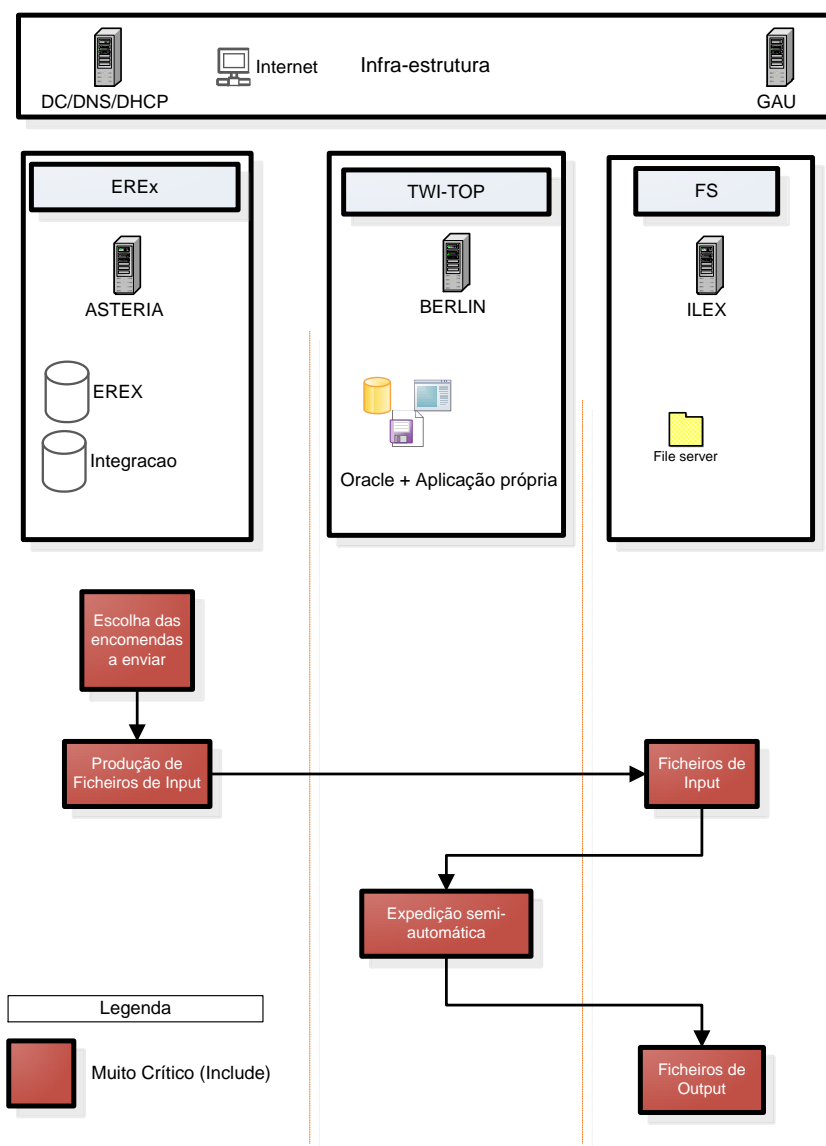 Internet
Infra-estrutura
DC/DNS/DHCP
GAU
EREx
TWI-TOP
FS
ASTERIA
BERLIN
ILEX
EREX
Integracao
Oracle + Aplicação própria
File server
Escolha das
encomendas
a enviar
Produção de
Ficheiros de Input
Ficheiros de
Input
Expedição semi-
automática
Legenda
Muito Crítico (Include)
Ficheiros de
Output